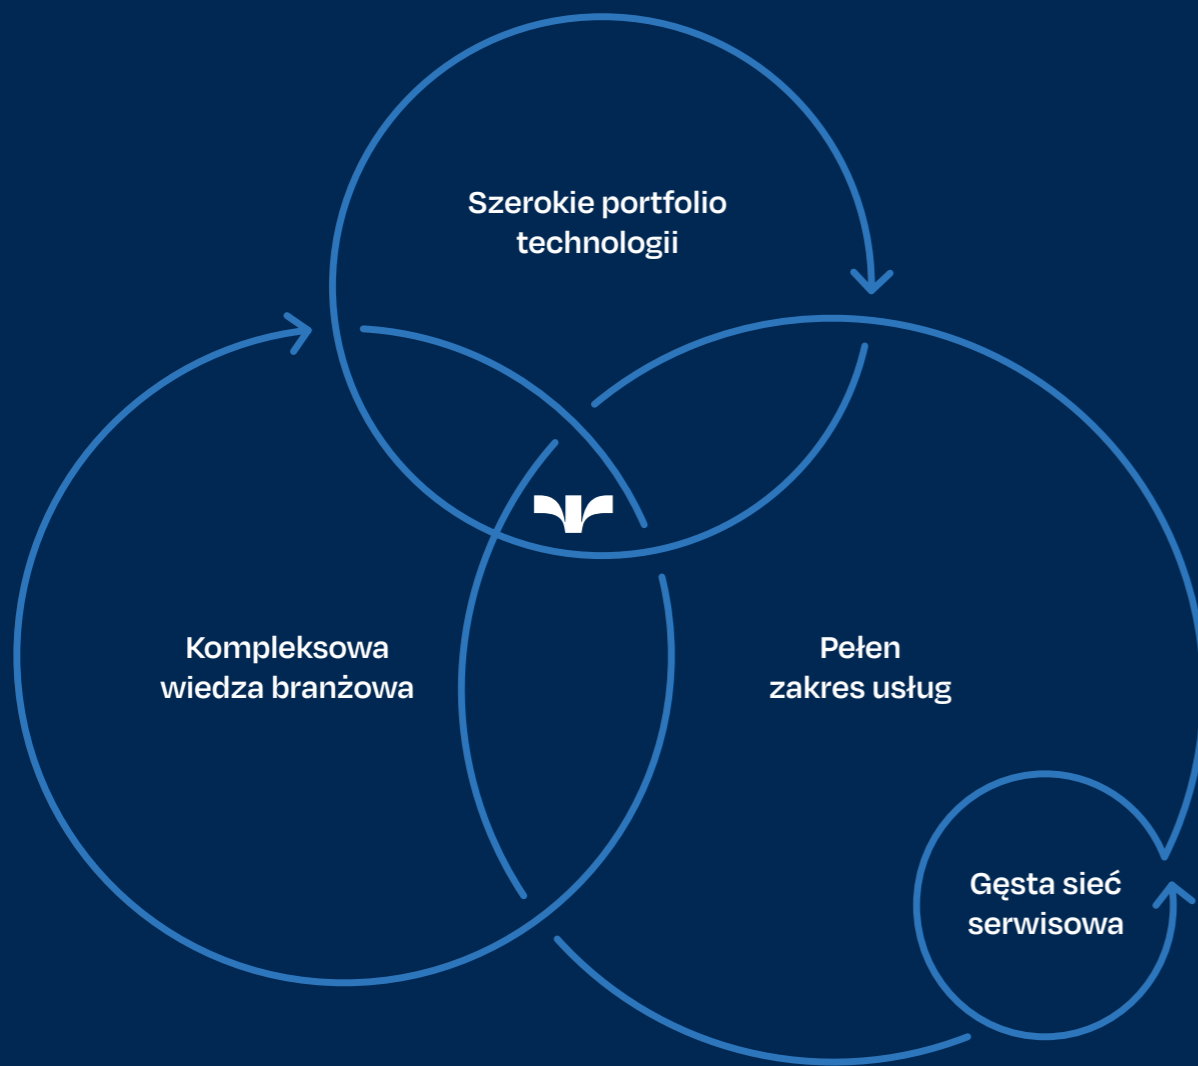 Szerokie portfolio
technologii
Kompleksowa
wiedza branżowa
Pełen
zakres usług
Gęsta sieć
serwisowa